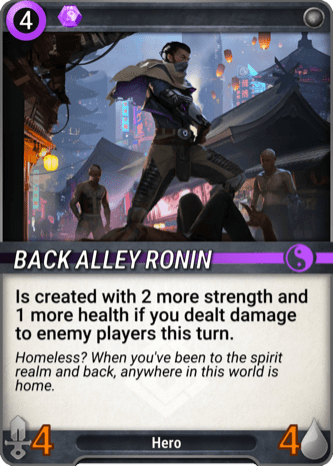 4
BACK ALLEY RONIN
Is created with 2 more strength and
1 more health if you dealt damage
to enemy players this turn.
Homeless? When you've been to the spirit
realm and back, anywhere in this world is
home.
4 Hero 4